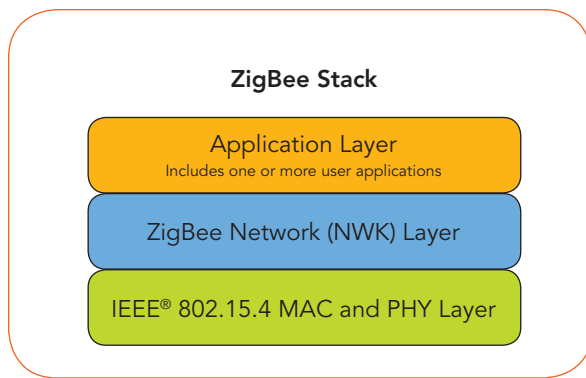 ZigBee Stack
Application Layer
Includes one or more user applications
ZigBee Network (NWK) Layer
IEEE® 802.15.4 MAC and PHY Layer